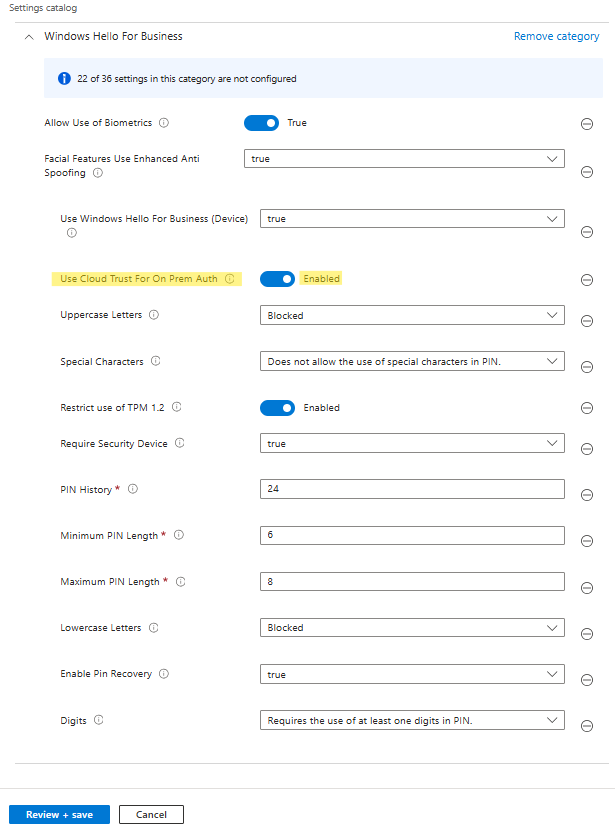 Settings catalog
Windows Hello For Business
Remove category
22 of 36 settings in this category are not configured
Allow Use of Biometrics
True
Facial Features Use Enhanced Anti
Spoofing
true
Use Windows Hello For Business (Device)
true
Use Cloud Trust For On Prem Auth
Enabled
Uppercase Letters
Blocked
Special Characters
Does not allow the use of special characters in PIN.
Restrict use of TPM 1.2
Enabled
Require Security Device
true
PIN History *
24
Minimum PIN Length *
6
Maximum PIN Length *
8
Lowercase Letters
Blocked
Enable Pin Recovery
true
Digits
Requires the use of at least one digits in PIN.
Review + save
Cancel